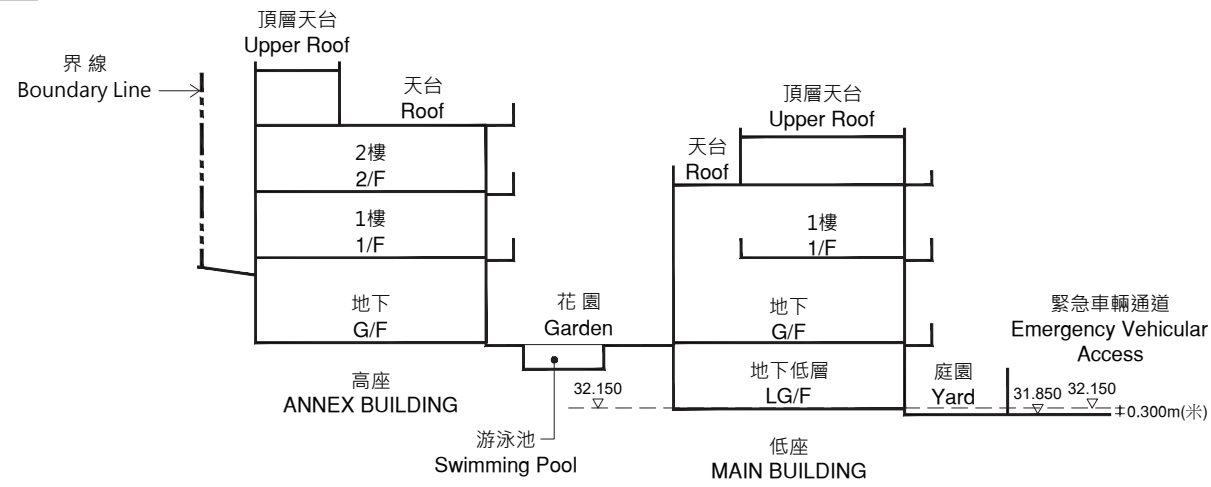 頂層天台
Upper Roof
界 線
Boundary Line
天台
Roof
2樓
2/F
1樓
1/F
地下
G/F
高座
ANNEX BUILDING
花 園
Garden
游泳池
Swimming Pool
32.150
頂層天台
Upper Roof
天台
Roof
1樓
1/F
地下
G/F
地下低層
LG/F
低座
MAIN BUILDING
庭園
Yard
緊急車輛通道
Emergency Vehicular
Access
31.850
32.150
‡0.300m(米)